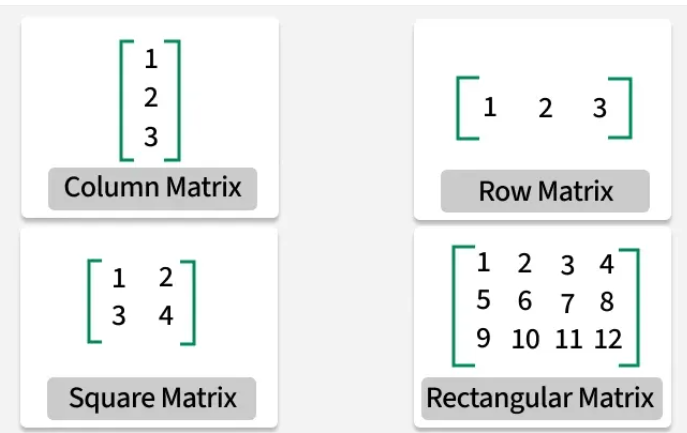 1
2
3
Column Matrix
1 2 3
Row Matrix
1 2
3 4
Square Matrix
1 2 3 4
5 6 7 8
9 10 11 12
Rectangular Matrix